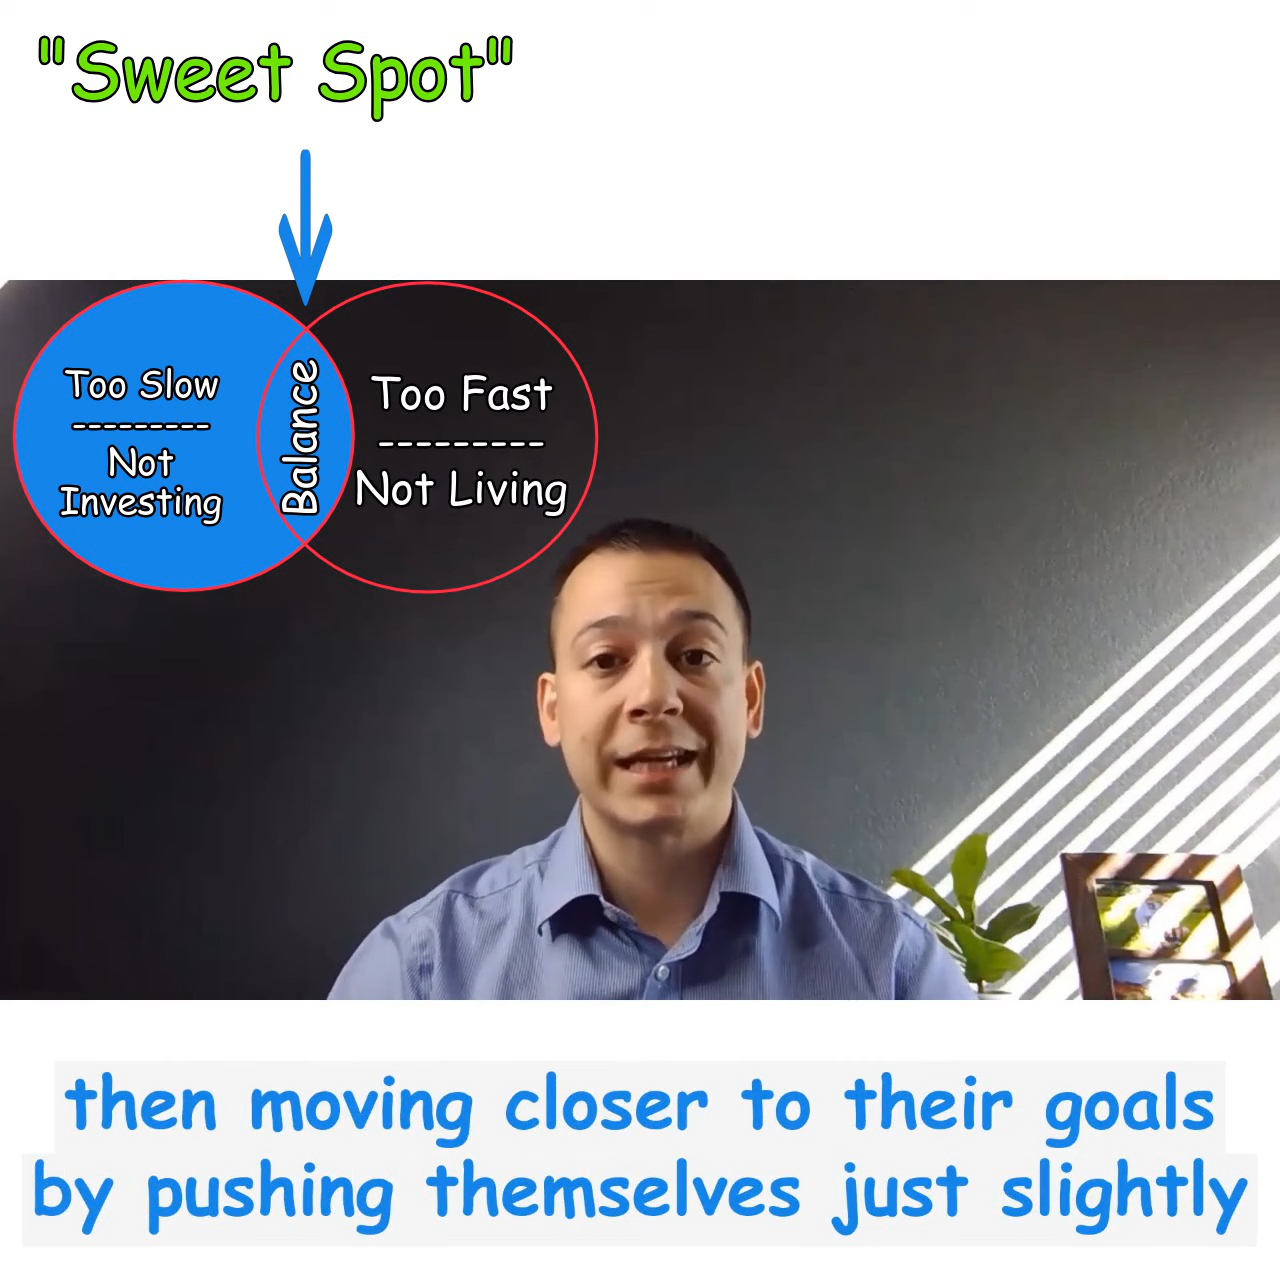 "Sweet Spot"
Too Slow
---------
Not
Investing
Balance
Too Fast
---------
Not Living
then moving closer to their goals
by pushing themselves just slightly